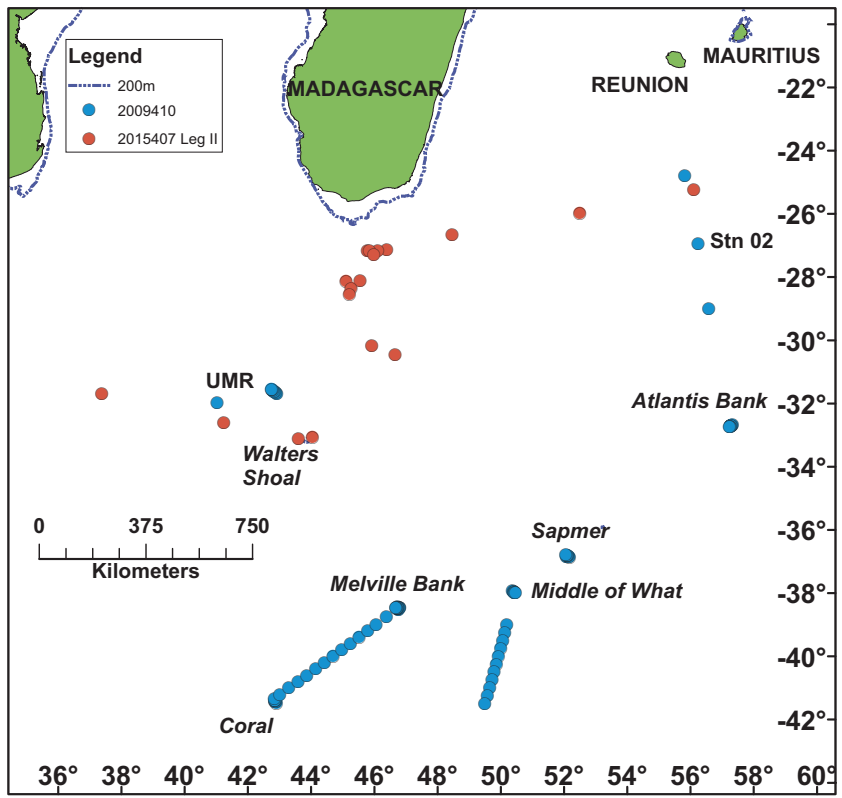 Legend
200m
2009410
2015407 Leg II
MADAGASCAR
MAURITIUS
REUNION
-22°
-24°
-26°
Stn 02
-28°
-30°
UMR
Atlantis Bank
-32°
Walters
Shoal
-34°
0 375 750
Kilometers
Sapmer
-36°
Melville Bank
Middle of What
-38°
-40°
Coral
-42°
36° 38° 40° 42° 44° 46° 48° 50° 52° 54° 56° 58° 60°